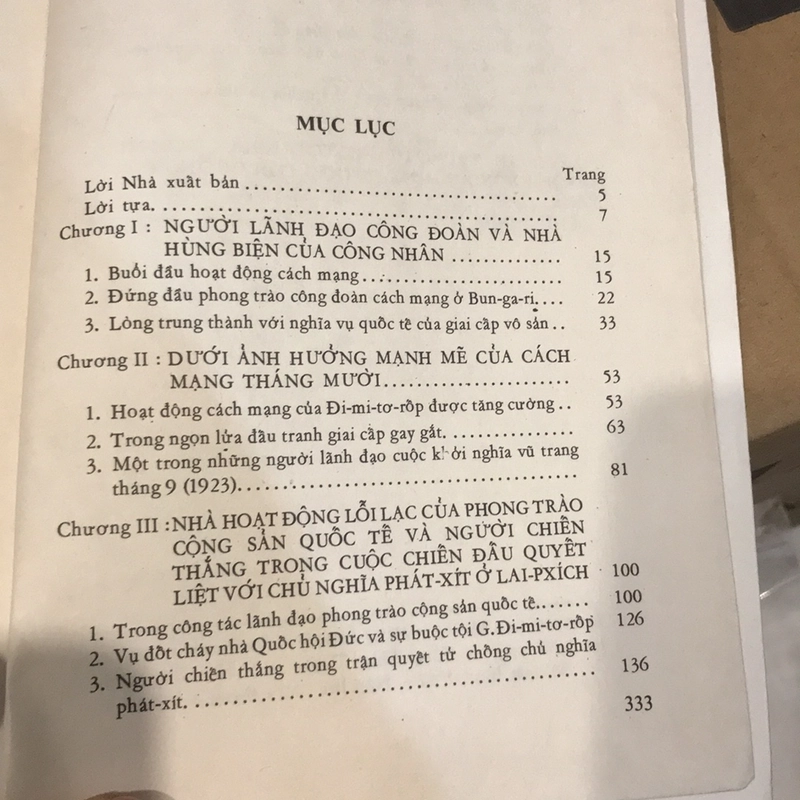 MỤC LỤC
Trang
Lời Nhà xuất bản ........................................ 5
Lời tựa. .................................................. 7
Chương I : NGƯỜI LÃNH ĐẠO CÔNG ĐOÀN VÀ NHÀ
HÙNG BIỆN CỦA CÔNG NHÂN .............. 15
1. Buổi đầu hoạt động cách mạng .......................... 15
2. Đứng đầu phong trào công đoàn cách mạng ở Bun-ga-ri. ... 22
3. Lòng trung thành với nghĩa vụ quốc tế của giai cấp vô sản .. 33
Chương II : DƯỚI ẢNH HƯỞNG MẠNH MẼ CỦA CÁCH
MẠNG THÁNG MƯỜI ........................ 53
1. Hoạt động cách mạng của Đi-mi-tơ-rốp được tăng cường .. 53
2. Trong ngọn lửa đấu tranh giai cấp gay gắt. ............... 63
3. Một trong những người lãnh đạo cuộc khởi nghĩa vũ trang
tháng 9 (1923). ........................................ 81
Chương III : NHÀ HOẠT ĐỘNG LỖI LẠC CỦA PHONG TRÀO
CỘNG SẢN QUỐC TẾ VÀ NGƯỜI CHIẾN
THẮNG TRONG CUỘC CHIẾN ĐẤU QUYẾT
LIỆT VỚI CHỦ NGHĨA PHÁT-XÍT Ở LAI-PXÍCH 100
1. Trong công tác lãnh đạo phong trào cộng sản quốc tế. ...... 100
2. Vụ đốt cháy nhà Quốc hội Đức và sự buộc tội G.Đi-mi-tơ-rốp 126
3. Người chiến thắng trong trận quyết tử chống chủ nghĩa
phát-xít. .............................................. 136
333